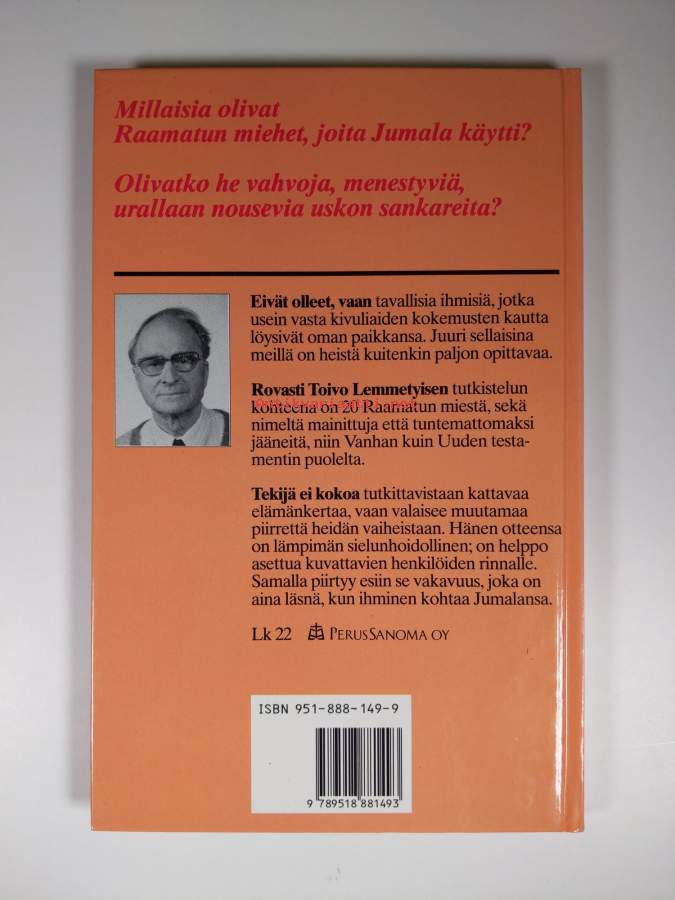 Millaisia olivat
Raamatun miehet, joita Jumala käytti?
Olivatko he vahvoja, menestyviä,
urallaan nousevia uskon sankareita?
Eivät olleet, vaan tavallisia ihmisiä, jotka
usein vasta kivuliaiden kokemusten kautta
löysivät oman paikkansa. Juuri sellaisina
meillä on heistä kuitenkin paljon opittavaa.
Rovasti Toivo Lemmetyisen tutkistelun
Antikvariaatti.net
kohteena on 20 Raamatun miestä, sekä
nimeltä mainittuja että tuntemattomaksi
jääneitä, niin Vanhan kuin Uuden testa-
mentin puolelta.
Tekijä ei kokoa tutkittavistaan kattavaa
elämänkertaa, vaan valaisee muutamaa
piirrettä heidän vaiheistaan. Hänen otteensa
on lämpimän sielunhoidollinen; on helppo
asettua kuvattavien henkilöiden rinnalle.
Samalla piirtyy esiin se vakavuus, joka on
aina läsnä, kun ihminen kohtaa Jumalansa.
Lk 22 PERUSSANOMA OY
ISBN 951-888-149-9
9 789518 881493